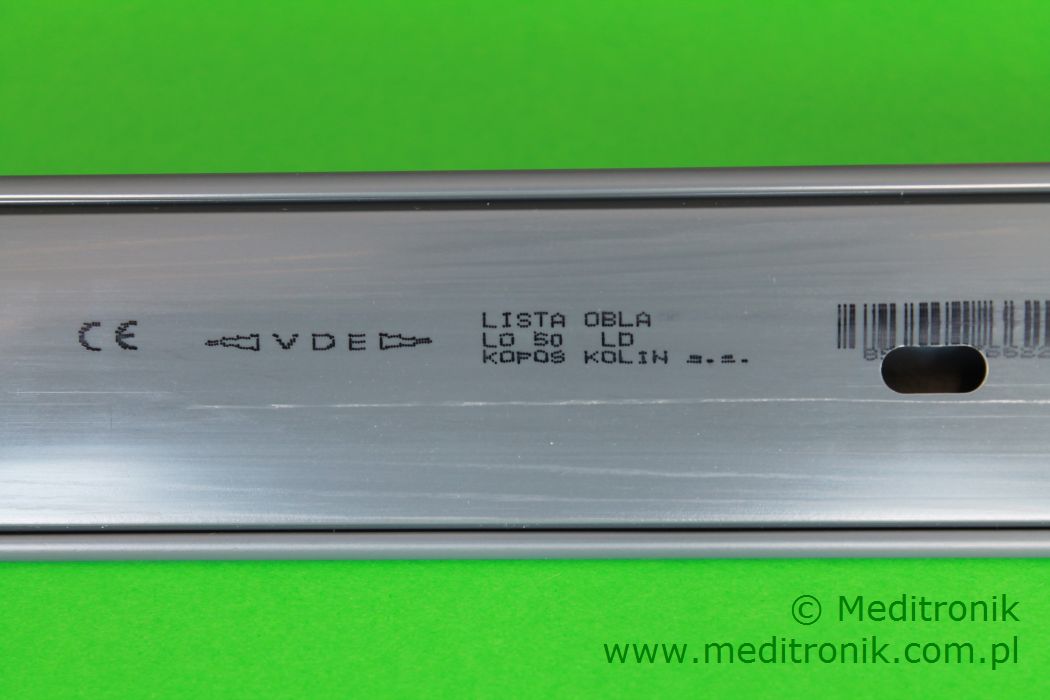 CE
VDE
LISTA OBLA
LO 50 LD
KOPOS KOLIN a.s.
© Meditronik
www.meditronik.com.pl